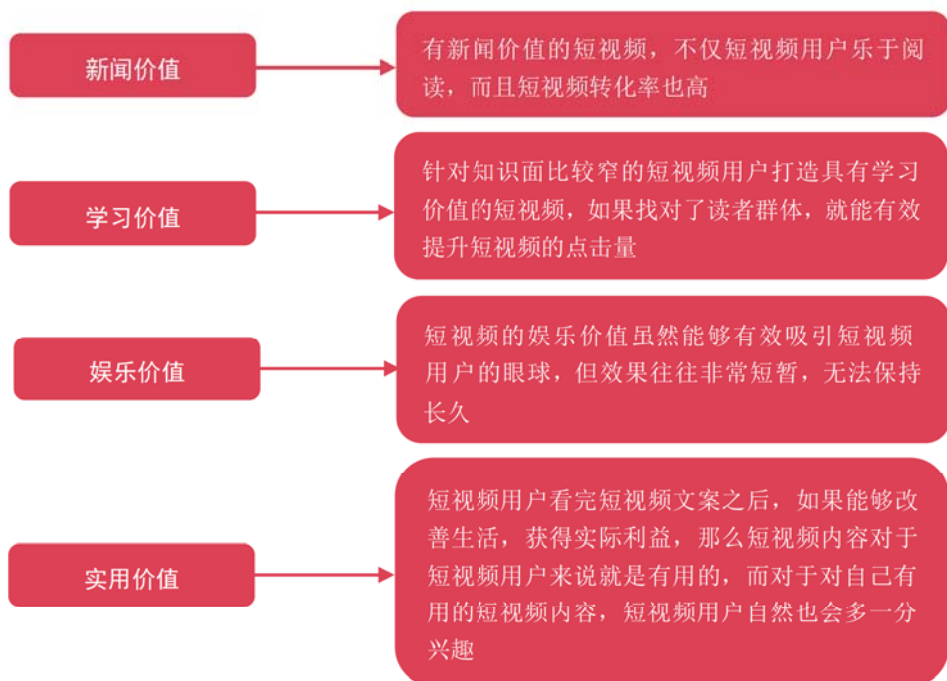 新闻价值
有新闻价值的短视频，不仅短视频用户乐于阅
读，而且短视频转化率也高
学习价值
针对知识面比较窄的短视频用户打造具有学习
价值的短视频，如果找对了读者群体，就能有效
提升短视频的点击量
娱乐价值
短视频的娱乐价值虽然能够有效吸引短视频
用户的眼球，但效果往往非常短暂，无法保持
长久
实用价值
短视频用户看完短视频文案之后，如果能够改
善生活，获得实际利益，那么短视频内容对于
短视频用户来说就是有用的，而对于对自己有
用的短视频内容，短视频用户自然也会多一分
兴趣